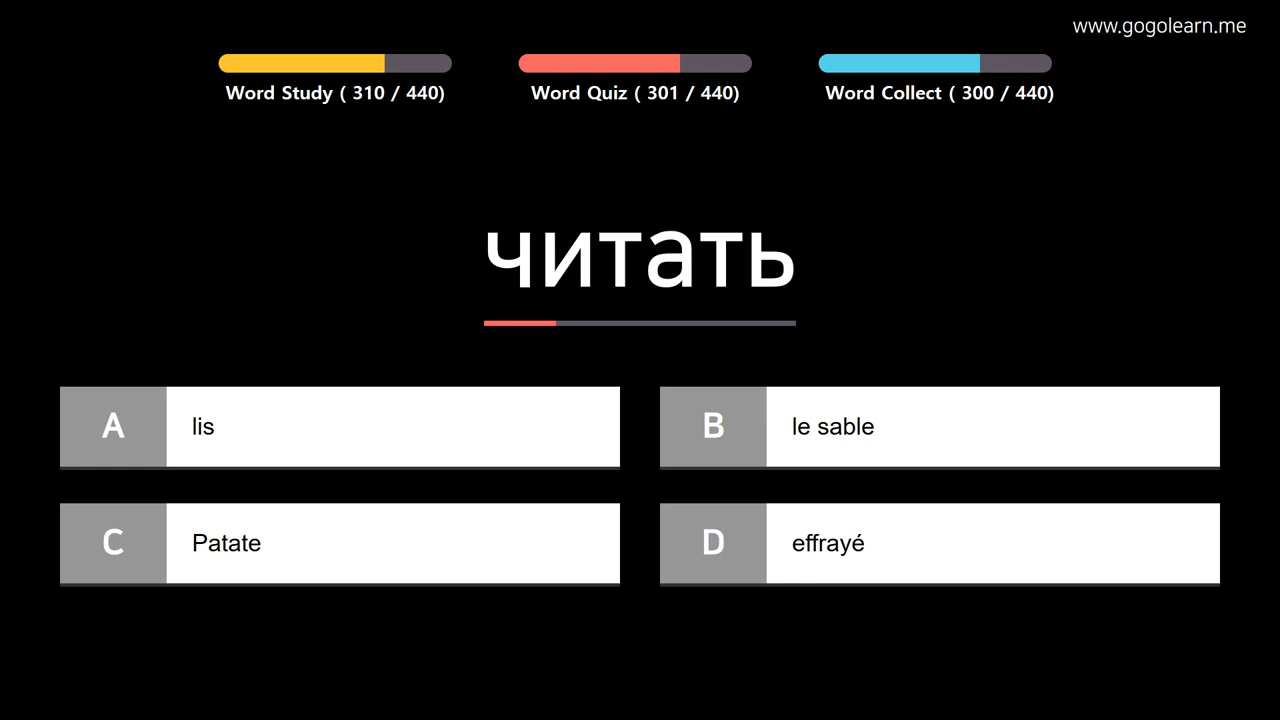 www.gogolearn.me
Word Study ( 310 / 440)
Word Quiz ( 301 / 440)
Word Collect ( 300 / 440)
читать
A lis
B le sable
C Patate
D effrayé